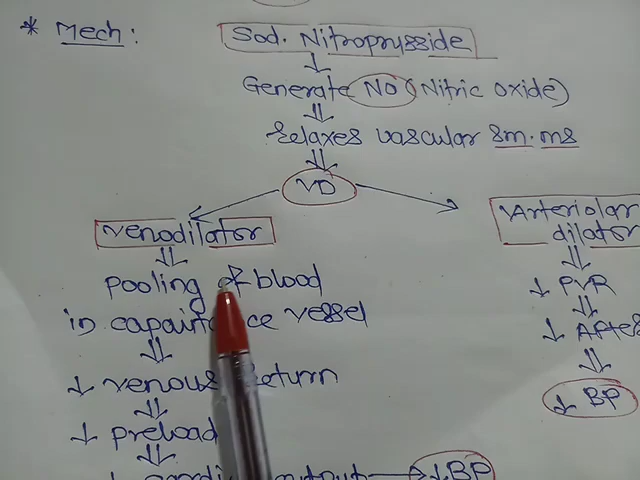 * Mech:
Sod. Nitroprusside
↓
Generate NO (Nitric Oxide)
⇓
relaxes vascular sm. ms
⇓
VD
venodilator
⇓
Pooling of blood
in vessel
⇓
↓ venous return
⇓
↓ preload
⇓
↓ output → ↓BP
Arteriolar
dilator
⇓
↓ PVR
⇓
↓
⇓
↓ BP